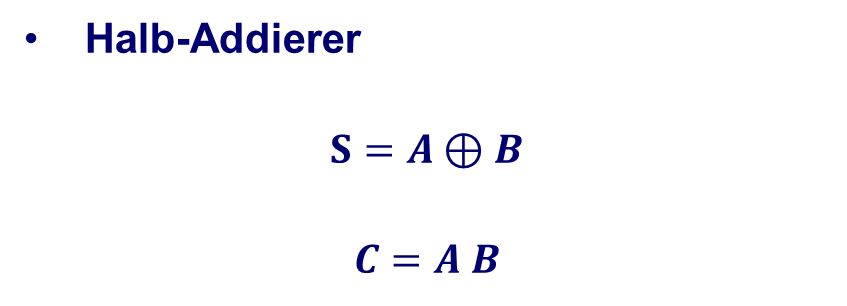 • Halb-Addierer
S = A ⊕ B
C = A B